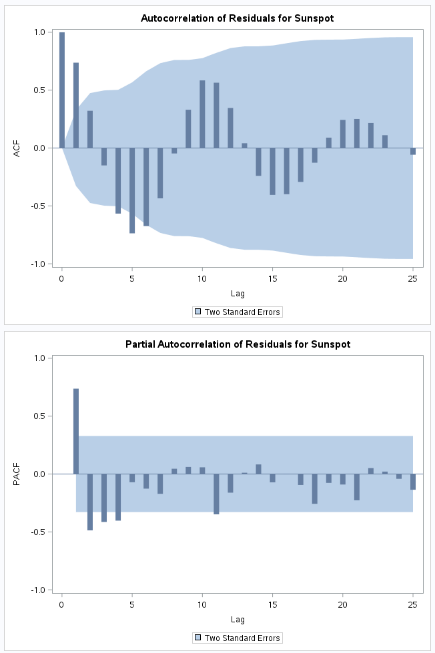 Autocorrelation of Residuals for Sunspot
1.0
0.5
0.0
-0.5
-1.0
ACF
0 5 10 15 20 25
Lag
Two Standard Errors
Partial Autocorrelation of Residuals for Sunspot
1.0
0.5
0.0
-0.5
-1.0
PACF
0 5 10 15 20 25
Lag
Two Standard Errors